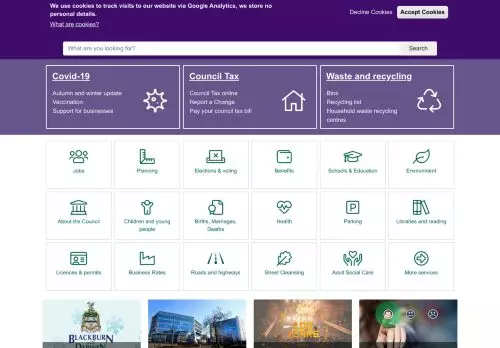 We use cookies to track visits to our website via Google Analytics, we store no
personal details.
What are cookies?
Decline Cookies
Accept Cookies
What are you looking for?
Search
Covid-19
Autumn and winter update
Vaccination
Support for businesses
Council Tax
Council Tax online
Report a Change
Pay your council tax bill
Waste and recycling
Bins
Recycling list
Household waste recycling
centres
Jobs
Planning
Elections & voting
Benefits
Schools & Education
Environment
About the Council
Children and young
people
Births, Marriages,
Deaths
Health
Parking
Libraries and reading
Licences & permits
Business Rates
Roads and highways
Street Cleansing
Adult Social Care
More services
BLACKBURN